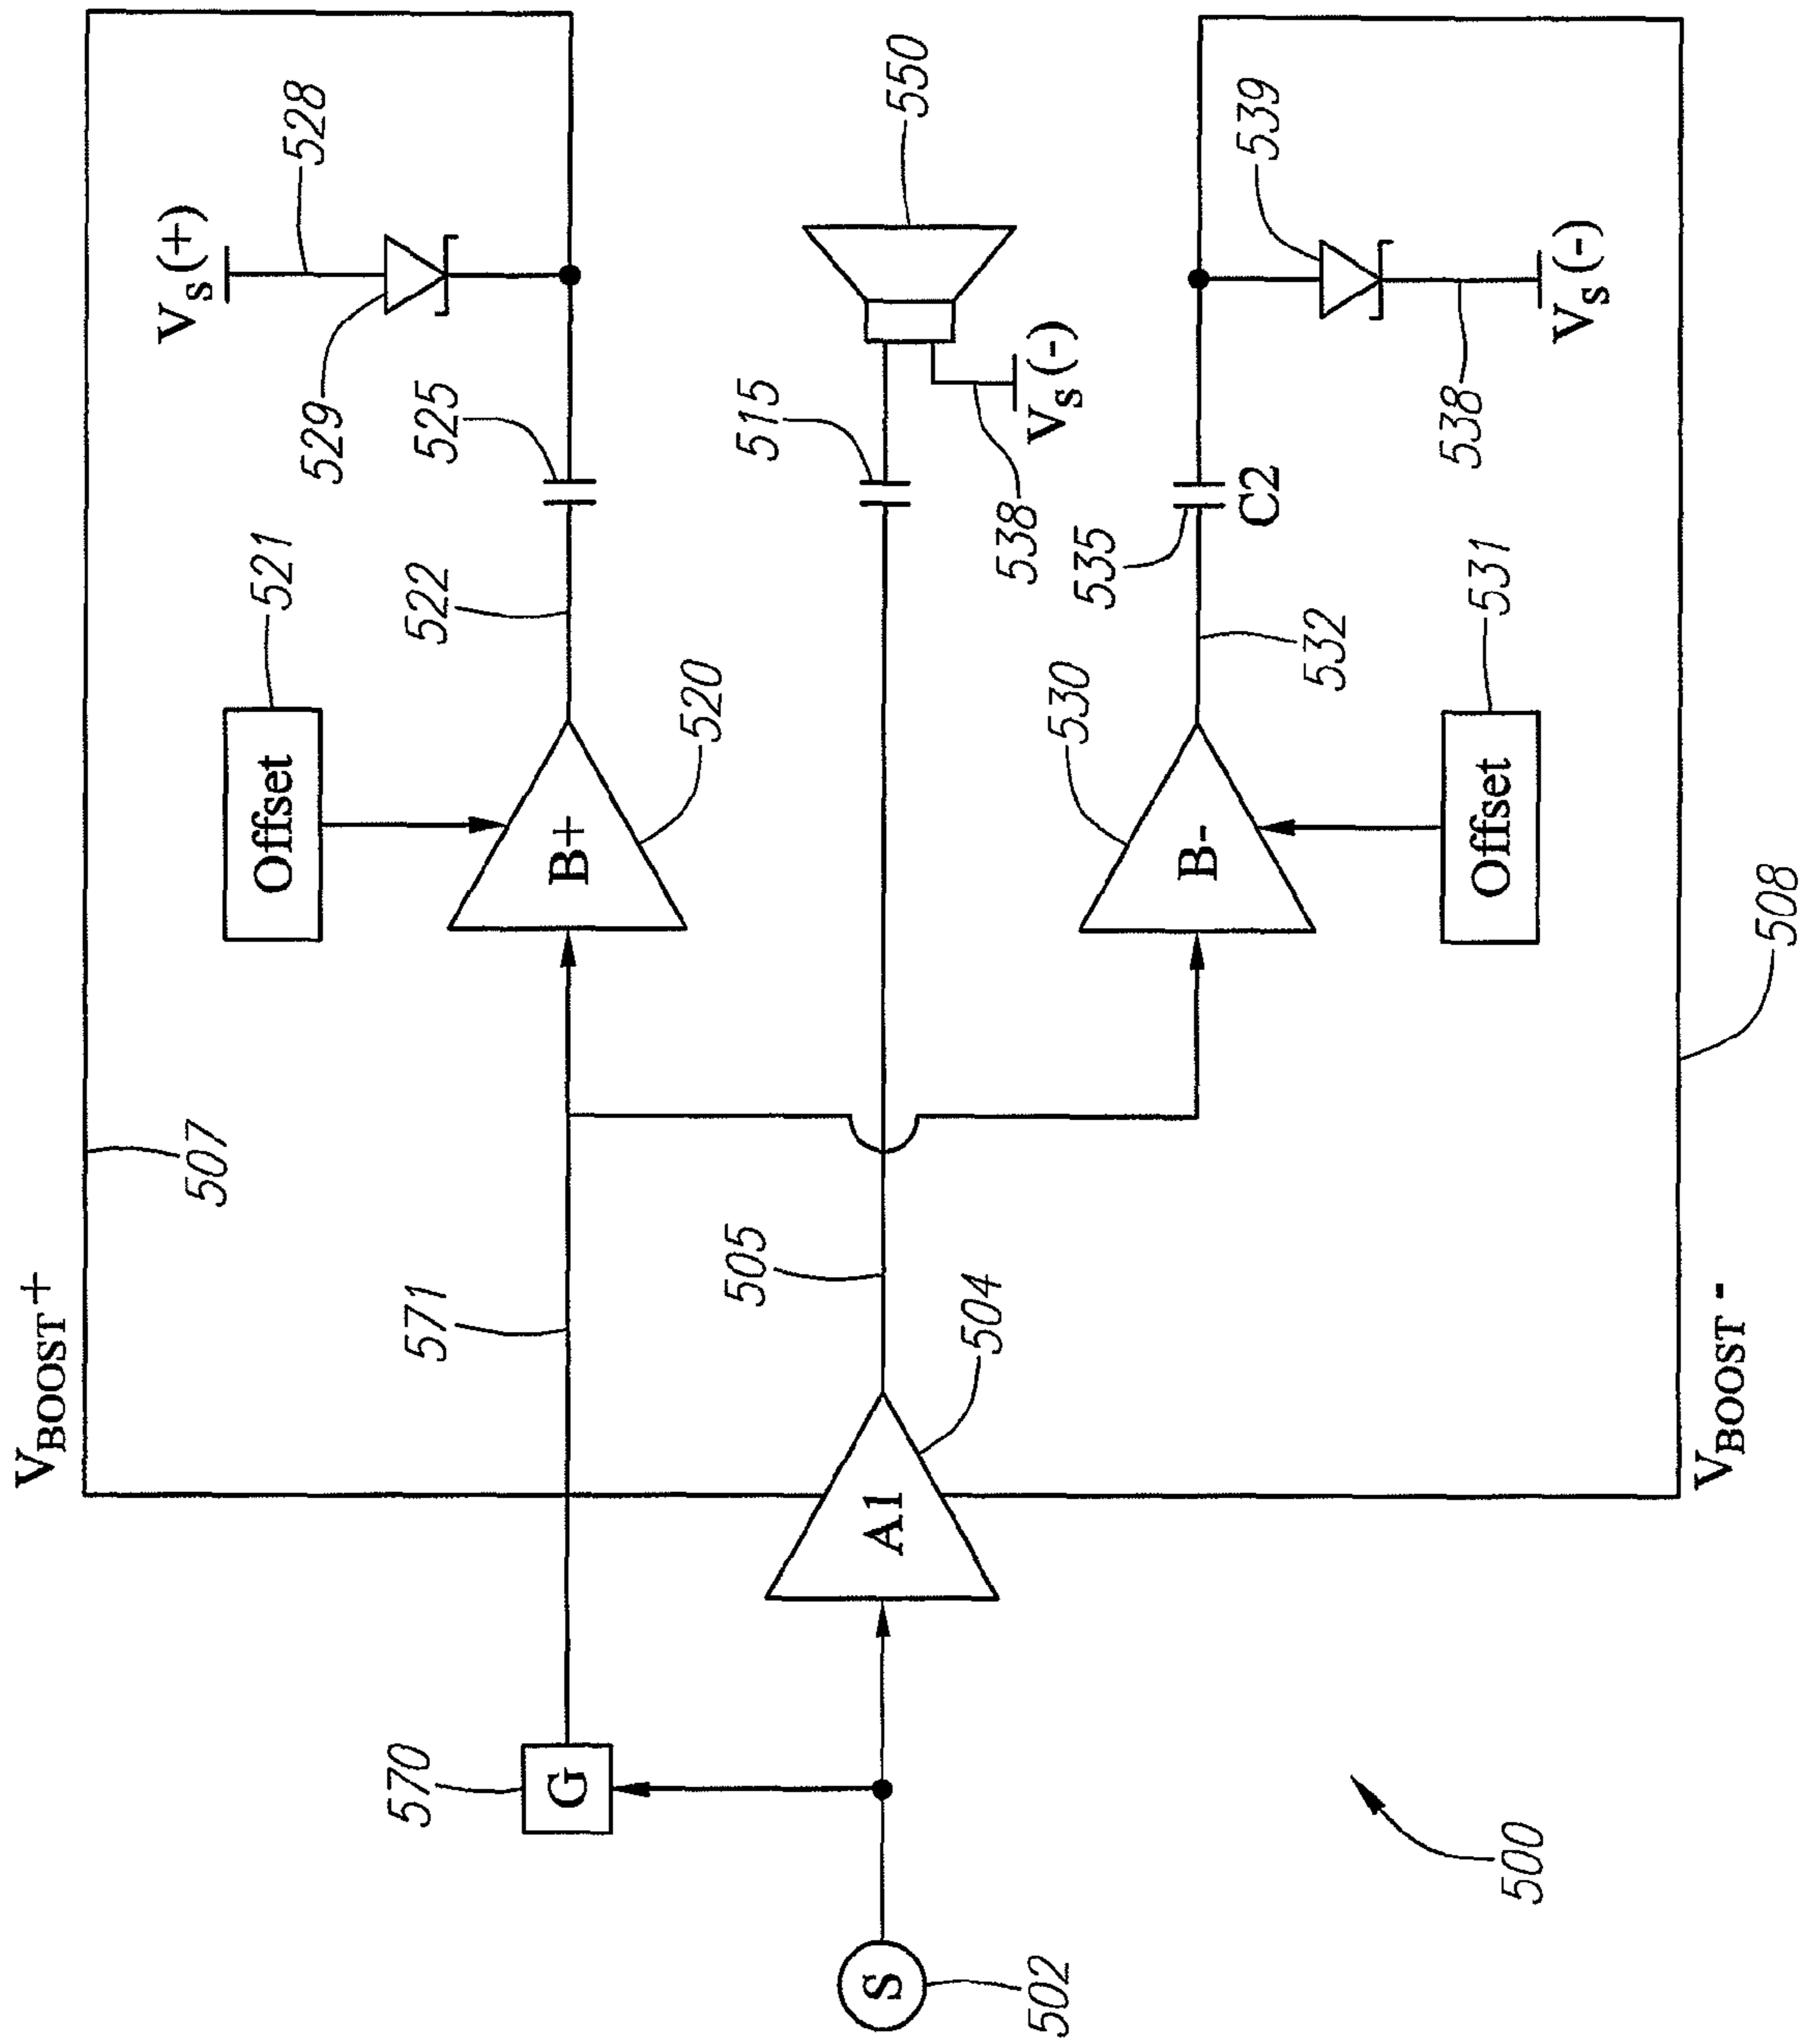 V_BOOST+
507
V_S(+)
528
529
521
Offset
525
522
571
570
G
B+
520
550
515
538
V_S(-)
505
504
A1
S
502
530
B-
535
C2
532
539
538
V_S(-)
531
Offset
508
V_BOOST-
500